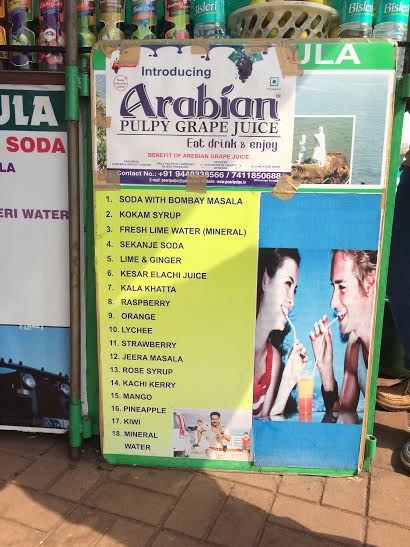 Bisleri
Bisleri
ULA
ULA
Introducing
Arabian
PULPY GRAPE JUICE
Eat drink & enjoy
BENEFIT OF AREBIAN GRAPE JUICE
SODA
LA
ERI WATER
1. SODA WITH BOMBAY MASALA
2. KOKAM SYRUP
3. FRESH LIME WATER (MINERAL)
4. SEKANJE SODA
5. LIME & GINGER
6. KESAR ELACHI JUICE
7. KALA KHATTA
8. RASPBERRY
9. ORANGE
10. LYCHEE
11. STRAWBERRY
12. JEERA MASALA
13. ROSE SYRUP
14. KACHI KERRY
15. MANGO
16. PINEAPPLE
17. KIWI
18. MINERAL
WATER